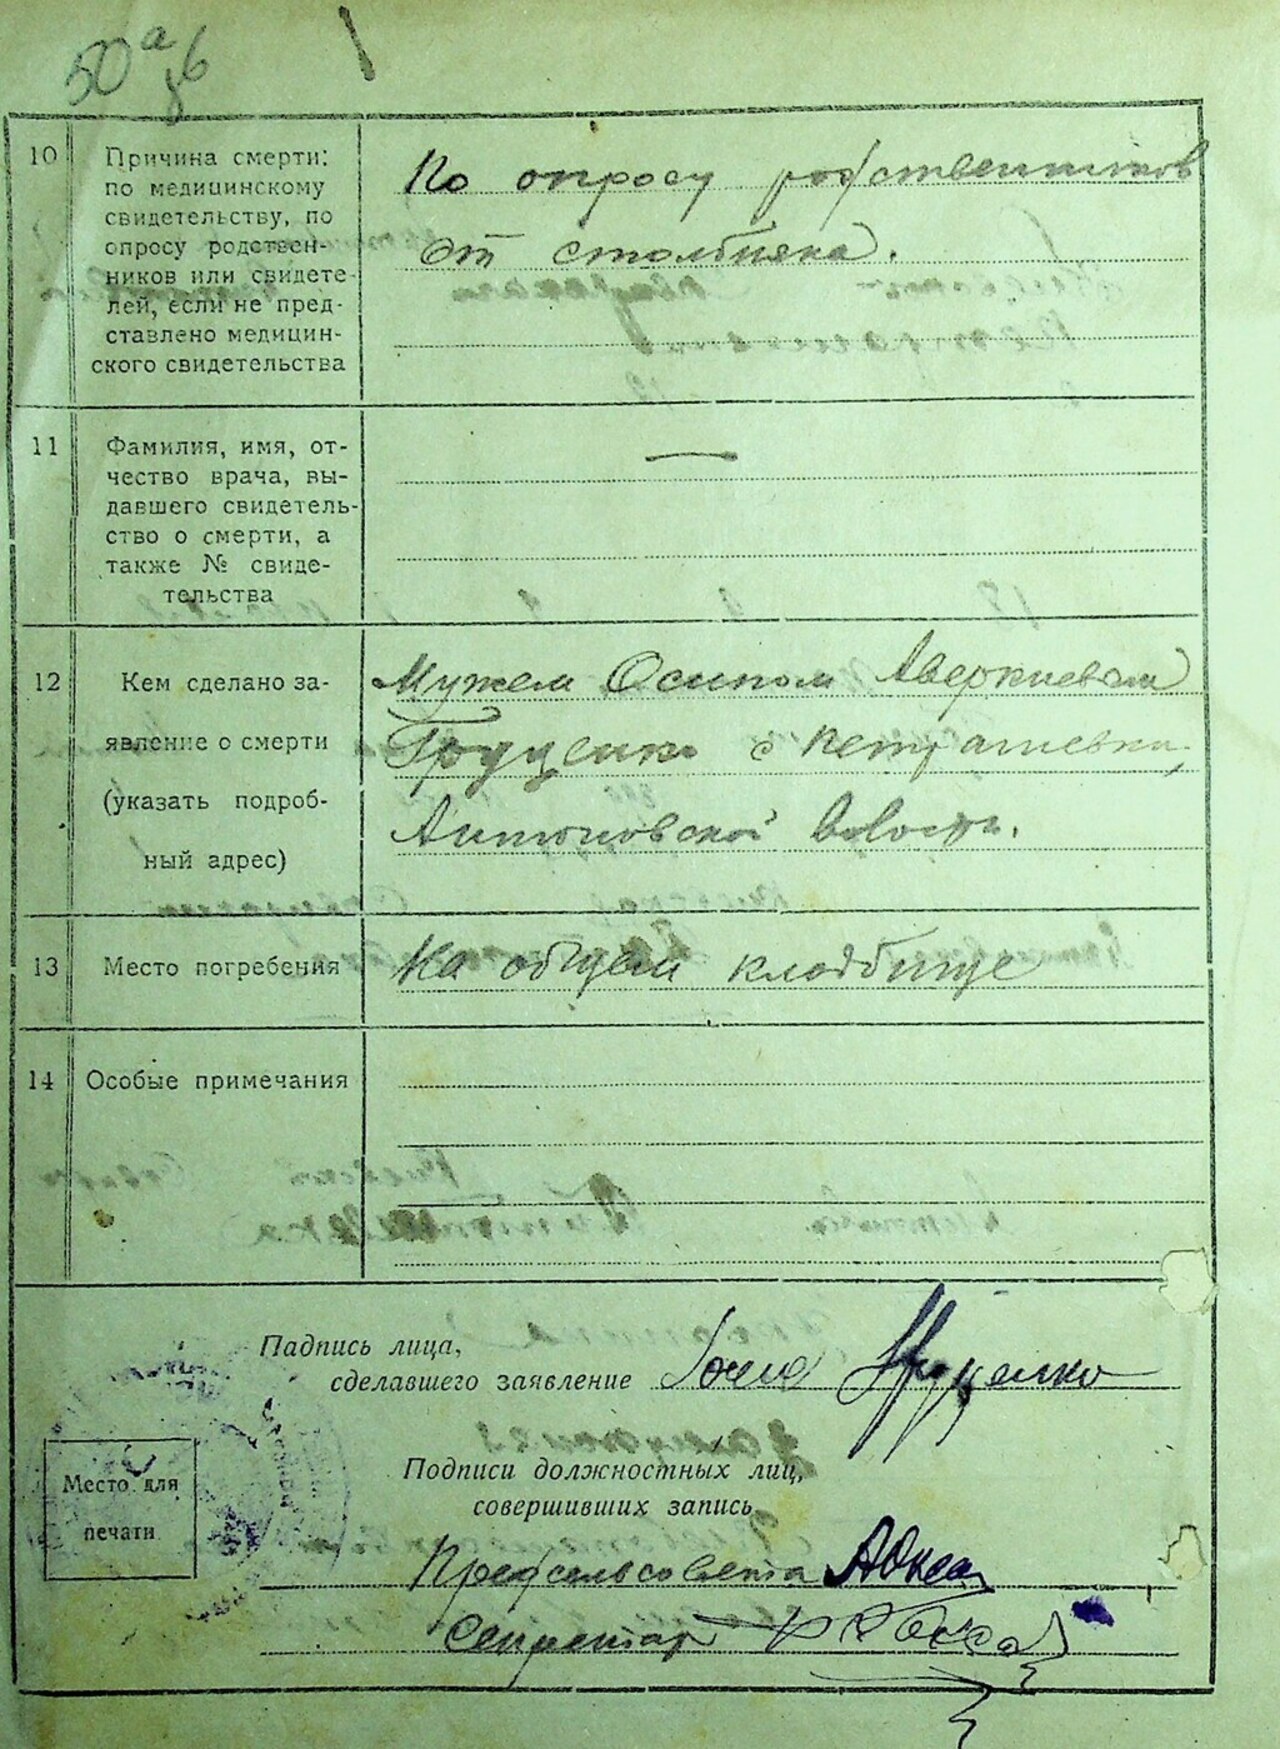 50
10 Причина смерти: по медицинскому свидетельству, по опросу родствен-
ников или свидете-
лей, если не пред-
ставлено медицин-
ского свидетельства
По опросу родственников
от столбняка.
11 Фамилия, имя, от-
чество врача, вы-
давшего свидетель-
ство о смерти, а
также № свиде-
тельства
—
12 Кем сделано за-
явление о смерти
(указать подроб-
ный адрес)
Мужем Осипом Аверкиевом
с Петрашевки,
Антоновской волости.
13 Место погребения
На общем кладбище
14 Особые примечания
Падпись лица,
сделавшего заявление
Подписи должностных лиц,
совершивших запись
Место для
печати
Предсельсовета
Секретарь